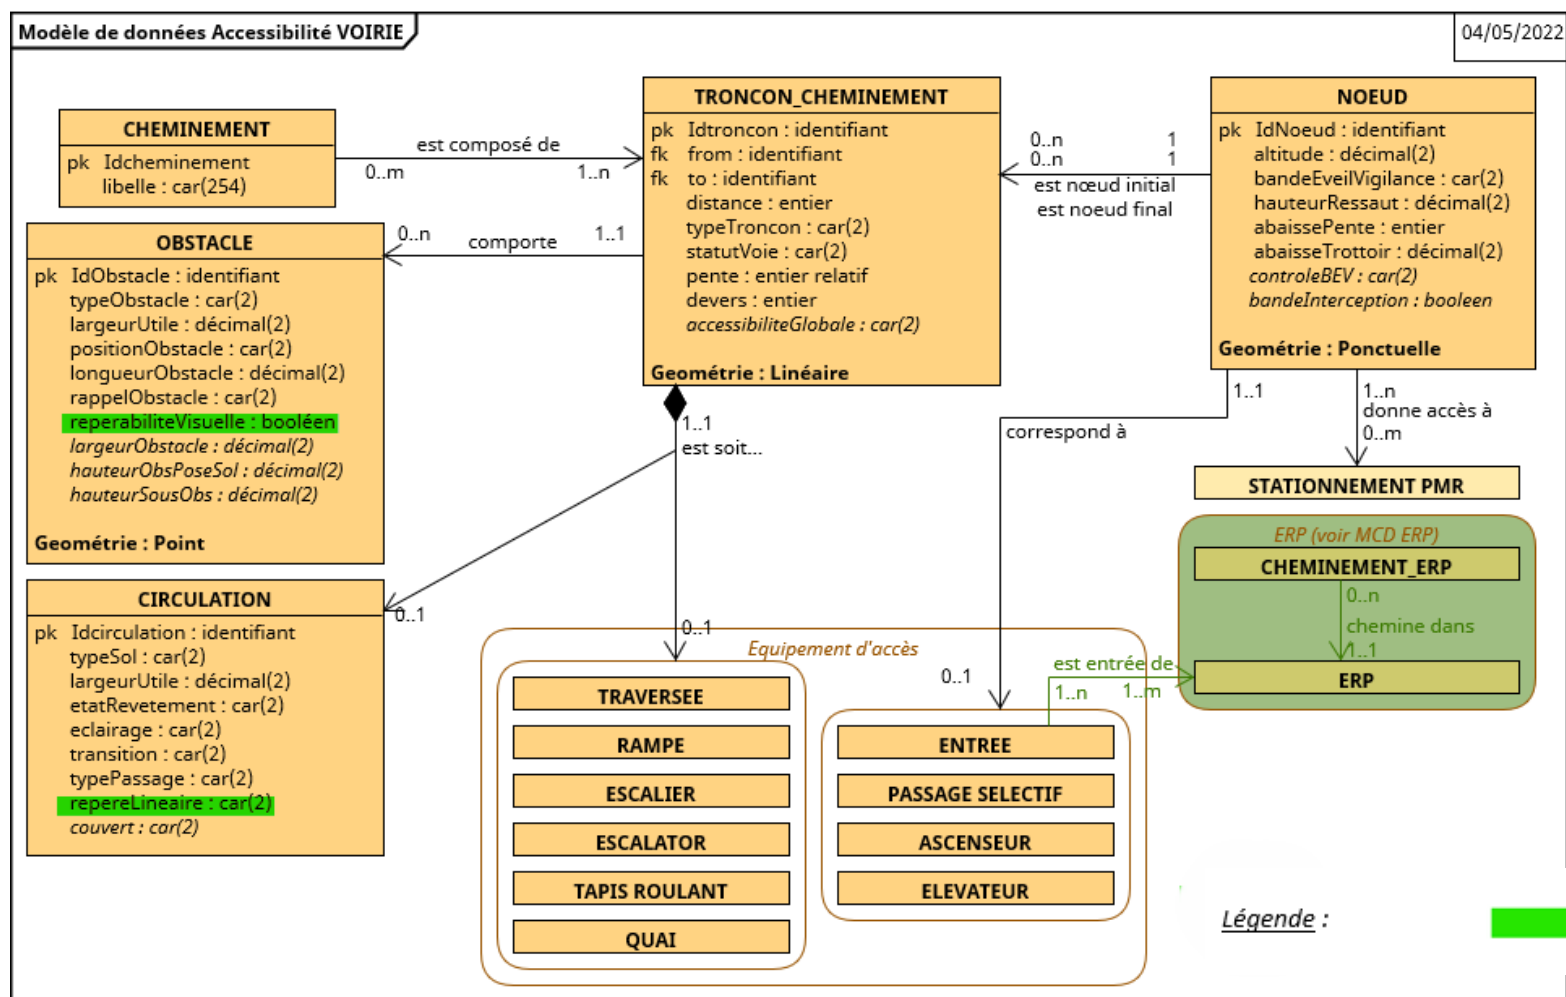 Modèle de données Accessibilité VOIRIE
04/05/2022
CHEMINEMENT
pk Idcheminement
libelle : car(254)
est composé de
0..m
1..n
TRONCON_CHEMINEMENT
pk Idtroncon : identifiant
fk from : identifiant
fk to : identifiant
distance : entier
typeTroncon : car(2)
statutVoie : car(2)
pente : entier relatif
devers : entier
accessibiliteGlobale : car(2)
Geométrie : Linéaire
0..n 1
0..n 1
est nœud initial
est noeud final
NOEUD
pk IdNoeud : identifiant
altitude : décimal(2)
bandeEveilVigilance : car(2)
hauteurRessaut : décimal(2)
abaissePente : entier
abaisseTrottoir : décimal(2)
controleBEV : car(2)
bandeInterception : booleen
Geométrie : Ponctuelle
OBSTACLE
pk IdObstacle : identifiant
typeObstacle : car(2)
largeurUtile : décimal(2)
positionObstacle : car(2)
longueurObstacle : décimal(2)
rappelObstacle : car(2)
reperabiliteVisuelle : booléen
largeurObstacle : décimal(2)
hauteurObsPoseSol : décimal(2)
hauteurSousObs : décimal(2)
Geométrie : Point
0..n
comporte
1..1
1..1
est soit...
0..1
0..1
1..1
correspond à
0..1
1..n
donne accès à
0..m
STATIONNEMENT PMR
ERP (voir MCD ERP)
CHEMINEMENT_ERP
0..n
chemine dans
1..1
ERP
est entrée de
1..n
1..m
CIRCULATION
pk Idcirculation : identifiant
typeSol : car(2)
largeurUtile : décimal(2)
etatRevetement : car(2)
eclairage : car(2)
transition : car(2)
typePassage : car(2)
repereLineaire : car(2)
couvert : car(2)
Equipement d'accès
TRAVERSEE
RAMPE
ESCALIER
ESCALATOR
TAPIS ROULANT
QUAI
ENTREE
PASSAGE SELECTIF
ASCENSEUR
ELEVATEUR
Légende :